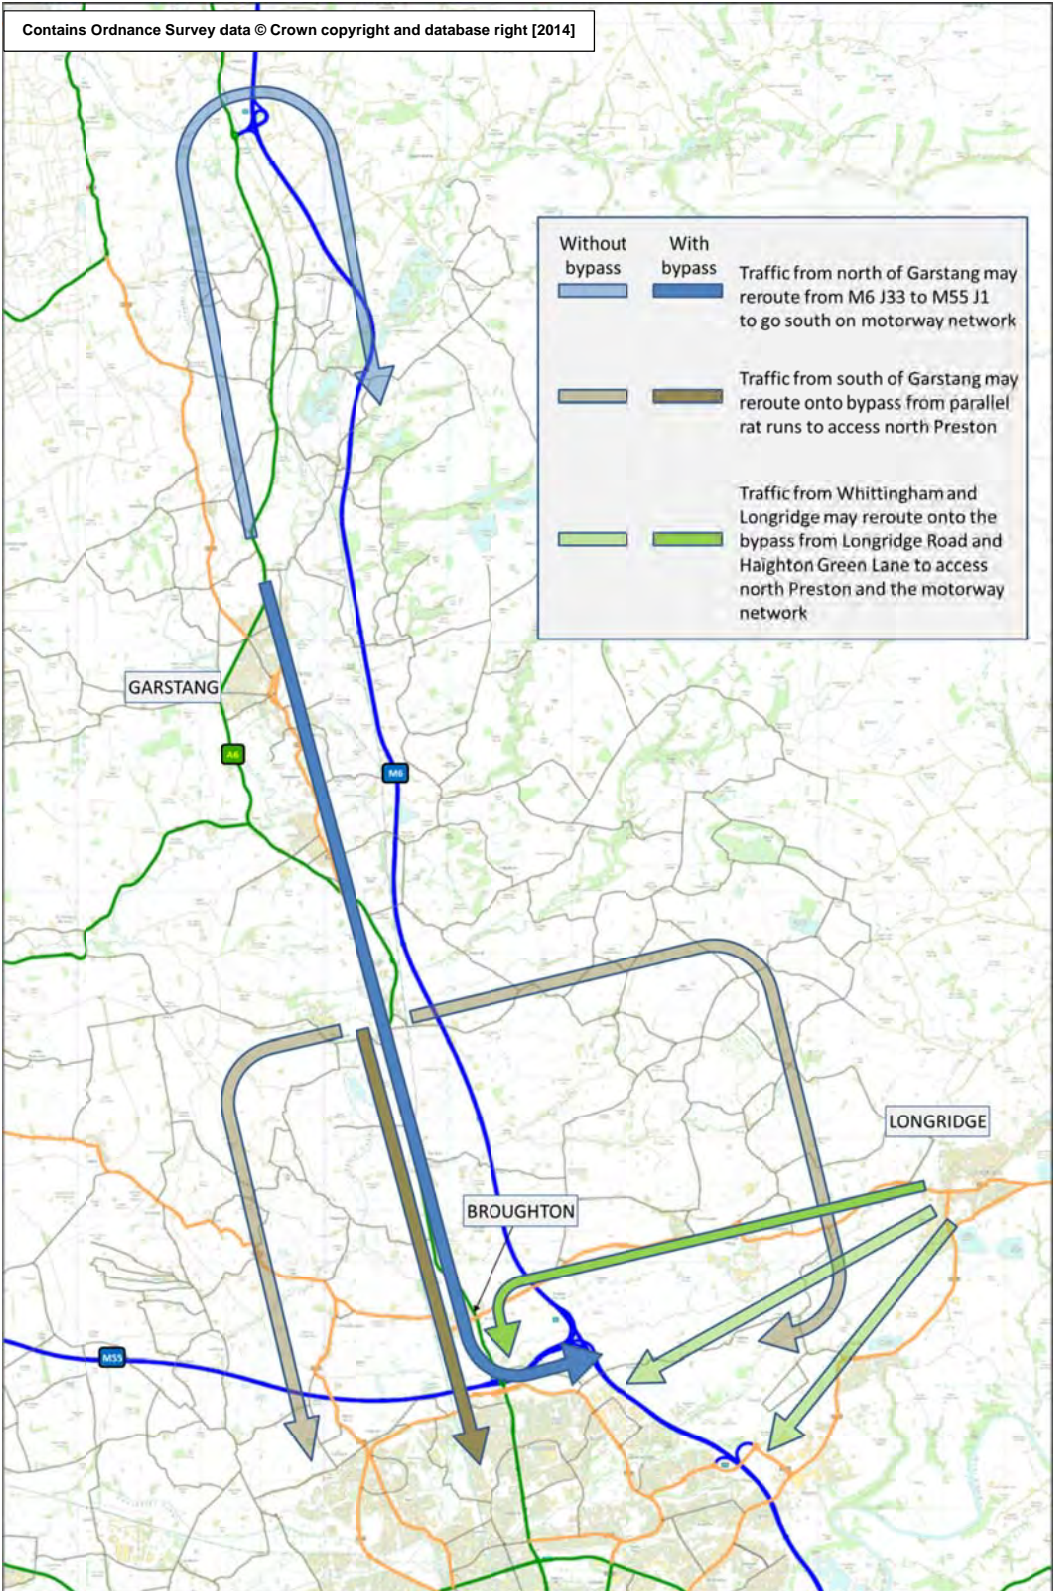 Contains Ordnance Survey data © Crown copyright and database right [2014]
Without
bypass
With
bypass
Traffic from north of Garstang may
reroute from M6 J33 to M55 J1
to go south on motorway network
Traffic from south of Garstang may
reroute onto bypass from parallel
rat runs to access north Preston
Traffic from Whittingham and
Longridge may reroute onto the
bypass from Longridge Road and
Haighton Green Lane to access
north Preston and the motorway
network
GARSTANG
A6
M6
LONGRIDGE
BROUGHTON
M55